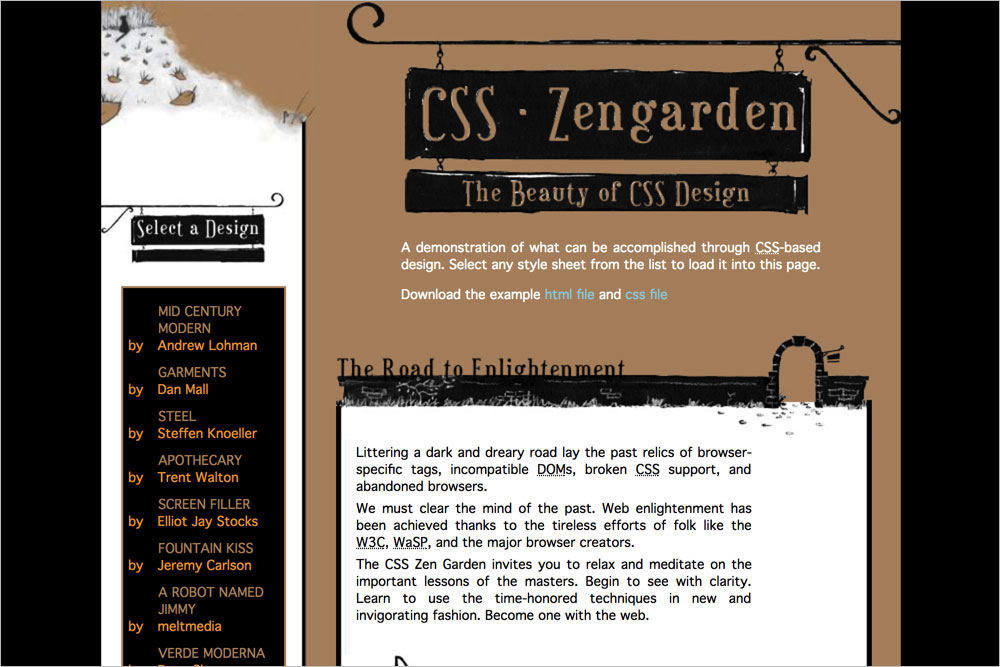 CSS · Zengarden
The Beauty of CSS Design
A demonstration of what can be accomplished through CSS-based
design. Select any style sheet from the list to load it into this page.
Download the example html file and css file
Select a Design
MID CENTURY
MODERN
by Andrew Lohman
GARMENTS
by Dan Mall
STEEL
by Steffen Knoeller
APOTHECARY
by Trent Walton
SCREEN FILLER
by Elliot Jay Stocks
FOUNTAIN KISS
by Jeremy Carlson
A ROBOT NAMED
JIMMY
by meltmedia
VERDE MODERNA
The Road to Enlightenment
Littering a dark and dreary road lay the past relics of browser-
specific tags, incompatible DOMs, broken CSS support, and
abandoned browsers.
We must clear the mind of the past. Web enlightenment has
been achieved thanks to the tireless efforts of folk like the
W3C, WaSP, and the major browser creators.
The CSS Zen Garden invites you to relax and meditate on the
important lessons of the masters. Begin to see with clarity.
Learn to use the time-honored techniques in new and
invigorating fashion. Become one with the web.